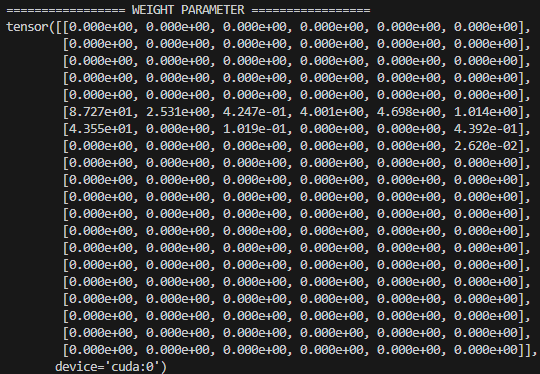 ================= WEIGHT PARAMETER =================
tensor([[0.000e+00, 0.000e+00, 0.000e+00, 0.000e+00, 0.000e+00, 0.000e+00],
[0.000e+00, 0.000e+00, 0.000e+00, 0.000e+00, 0.000e+00, 0.000e+00],
[0.000e+00, 0.000e+00, 0.000e+00, 0.000e+00, 0.000e+00, 0.000e+00],
[0.000e+00, 0.000e+00, 0.000e+00, 0.000e+00, 0.000e+00, 0.000e+00],
[0.000e+00, 0.000e+00, 0.000e+00, 0.000e+00, 0.000e+00, 0.000e+00],
[8.727e+01, 2.531e+00, 4.247e-01, 4.001e+00, 4.698e+00, 1.014e+00],
[4.355e+01, 0.000e+00, 1.019e-01, 0.000e+00, 0.000e+00, 4.392e-01],
[0.000e+00, 0.000e+00, 0.000e+00, 0.000e+00, 0.000e+00, 2.620e-02],
[0.000e+00, 0.000e+00, 0.000e+00, 0.000e+00, 0.000e+00, 0.000e+00],
[0.000e+00, 0.000e+00, 0.000e+00, 0.000e+00, 0.000e+00, 0.000e+00],
[0.000e+00, 0.000e+00, 0.000e+00, 0.000e+00, 0.000e+00, 0.000e+00],
[0.000e+00, 0.000e+00, 0.000e+00, 0.000e+00, 0.000e+00, 0.000e+00],
[0.000e+00, 0.000e+00, 0.000e+00, 0.000e+00, 0.000e+00, 0.000e+00],
[0.000e+00, 0.000e+00, 0.000e+00, 0.000e+00, 0.000e+00, 0.000e+00],
[0.000e+00, 0.000e+00, 0.000e+00, 0.000e+00, 0.000e+00, 0.000e+00],
[0.000e+00, 0.000e+00, 0.000e+00, 0.000e+00, 0.000e+00, 0.000e+00],
[0.000e+00, 0.000e+00, 0.000e+00, 0.000e+00, 0.000e+00, 0.000e+00],
[0.000e+00, 0.000e+00, 0.000e+00, 0.000e+00, 0.000e+00, 0.000e+00],
[0.000e+00, 0.000e+00, 0.000e+00, 0.000e+00, 0.000e+00, 0.000e+00],
[0.000e+00, 0.000e+00, 0.000e+00, 0.000e+00, 0.000e+00, 0.000e+00]],
device='cuda:0')